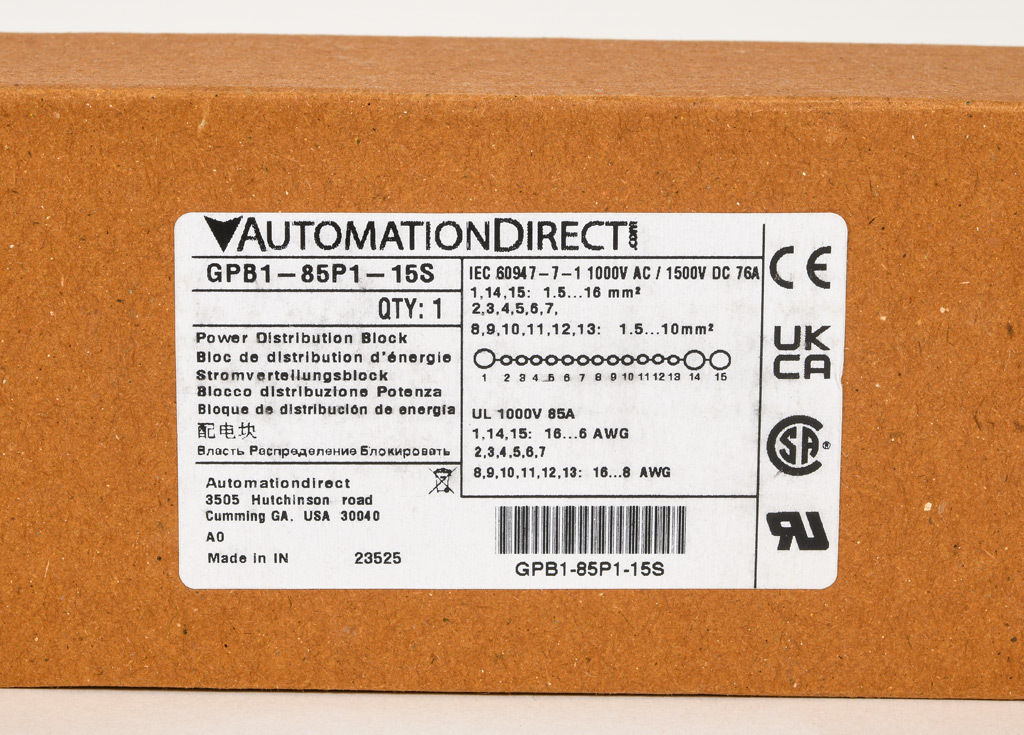 AUTOMATIONDIRECT.com
GPB1-85P1-15S
QTY: 1
Power Distribution Block
Bloc de distribution d'énergie
Stromverteilungsblock
Blocco distribuzione Potenza
Bloque de distribución de energia
配电块
Власть Распределение Блокировать
Automationdirect
3505 Hutchinson road
Cumming GA. USA 30040
A0
Made in IN 23525
IEC 60947-7-1 1000V AC / 1500V DC 76A
1,14,15: 1.5...16 mm²
2,3,4,5,6,7,
8,9,10,11,12,13: 1.5...10mm²
1 2 3 4 5 6 7 8 9 10 11 12 13 14 15
UL 1000V 85A
1,14,15: 16...6 AWG
2,3,4,5,6,7
8,9,10,11,12,13: 16...8 AWG
GPB1-85P1-15S
CE
UK
CA
SA®
RU